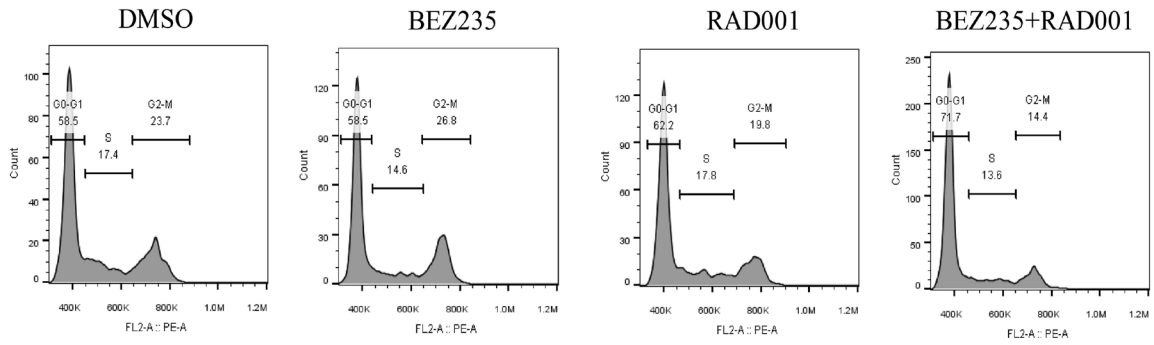 DMSO
BEZ235
RAD001
BEZ235+RAD001
100
80
60
40
20
0
Count
G0-G1
58.5
S
17.4
G2-M
23.7
400K
600K
800K
1.0M
1.2M
FL2-A :: PE-A
120
90
60
30
0
Count
G0-G1
58.5
S
14.6
G2-M
26.8
400K
600K
800K
1.0M
1.2M
FL2-A :: PE-A
120
90
60
30
0
Count
G0-G1
62.2
S
17.8
G2-M
19.8
400K
600K
800K
1.0M
1.2M
FL2-A :: PE-A
250
200
150
100
50
0
Count
G0-G1
71.7
S
13.6
G2-M
14.4
400K
600K
800K
1.0M
1.2M
FL2-A :: PE-A